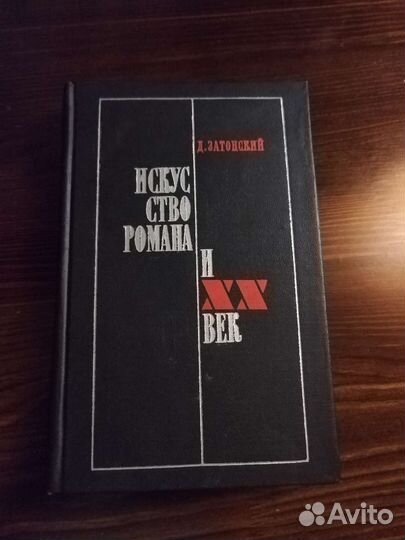 Д. ЗАТОНСКИЙ
ИСКУС
СТВО
РОМАНА
И
XX
ВЕК
Avito